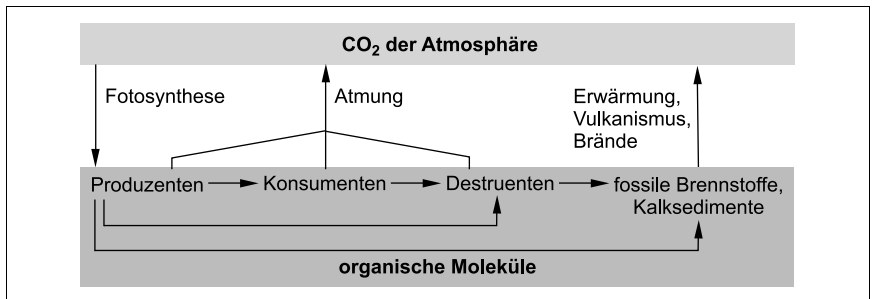 CO₂ der Atmosphäre
Fotosynthese
Atmung
Erwärmung,
Vulkanismus,
Brände
Produzenten
Konsumenten
Destruenten
fossile Brennstoffe,
Kalksedimente
organische Moleküle